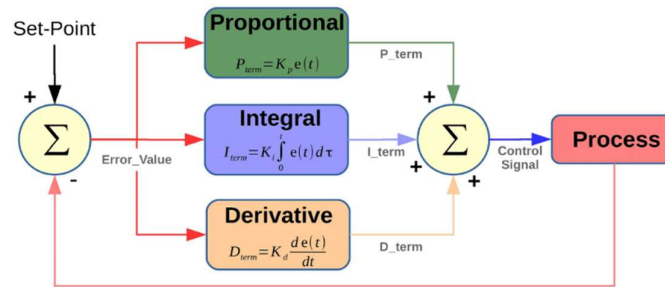 Set-Point
+
Σ
-
Error_Value
Proportional
P_term = K_p e(t)
P_term
Integral
I_term = K_i ∫_0^t e(t) dτ
I_term
Derivative
D_term = K_d d e(t) / dt
D_term
+
+
+
Σ
Control
Signal
Process